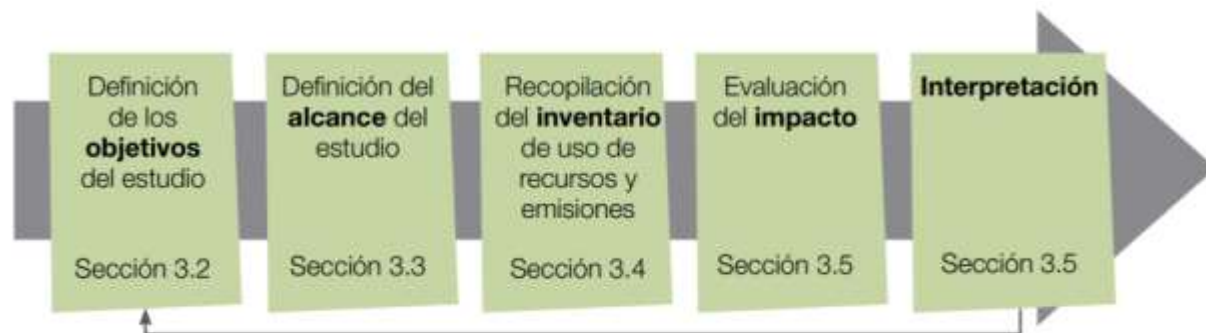 Definición
de los
objetivos
del estudio
Sección 3.2
Definición del
alcance del
estudio
Sección 3.3
Recopilación
del inventario
de uso de
recursos y
emisiones
Sección 3.4
Evaluación
del impacto
Sección 3.5
Interpretación
Sección 3.5